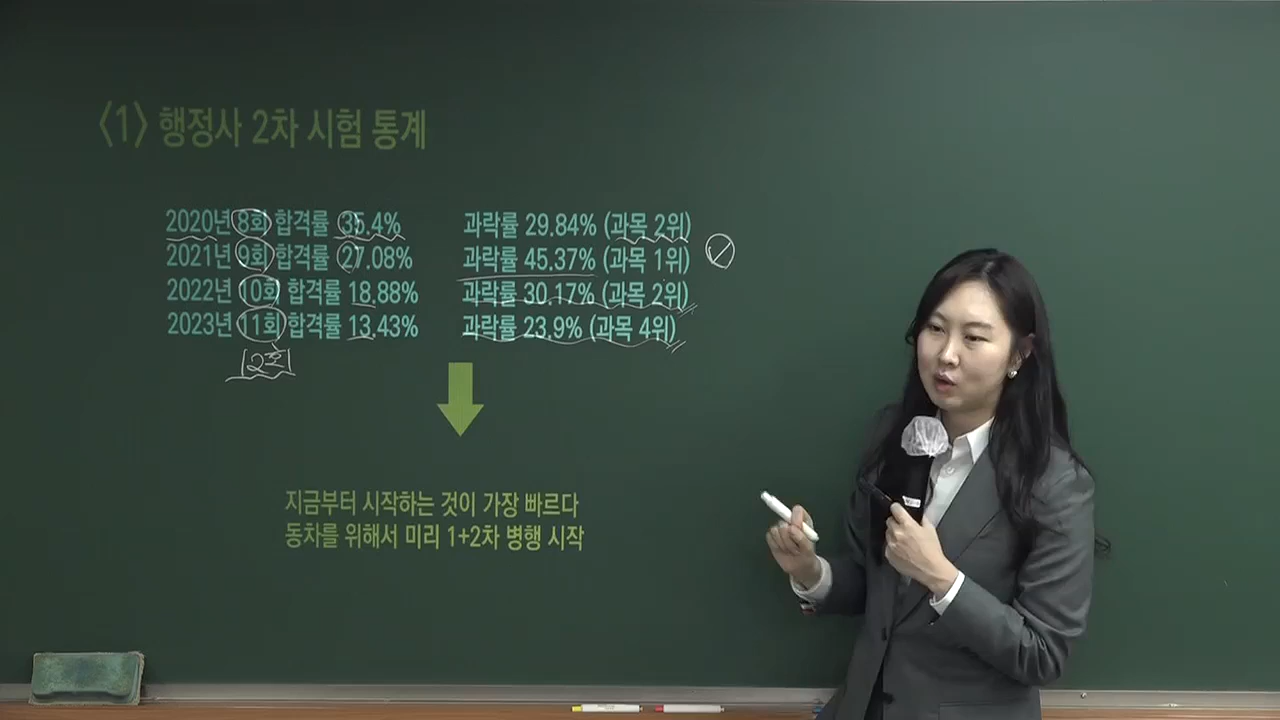 <1> 행정사 2차 시험 통계
2020년 8회 합격률 35.4% 과락률 29.84% (과목 2위)
2021년 9회 합격률 27.08% 과락률 45.37% (과목 1위)
2022년 10회 합격률 18.88% 과락률 30.17% (과목 2위)
2023년 11회 합격률 13.43% 과락률 23.9% (과목 4위)
지금부터 시작하는 것이 가장 빠르다
동차를 위해서 미리 1+2차 병행 시작